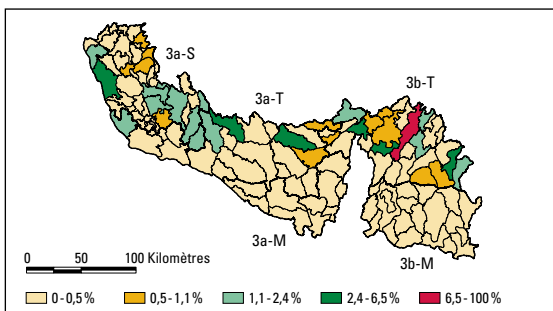 3a-S
3a-T
3b-T
3a-M
3b-M
0 50 100 Kilomètres
0-0,5% 0,5-1,1% 1,1-2,4% 2,4-6,5% 6,5-100%